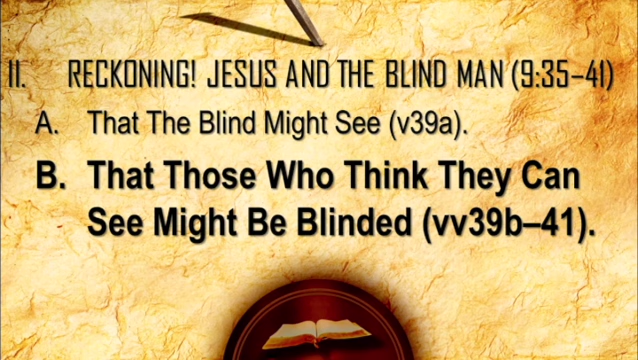 II. RECKONING! JESUS AND THE BLIND MAN (9:35–41)
A. That The Blind Might See (v39a).
B. That Those Who Think They Can
See Might Be Blinded (vv39b–41).